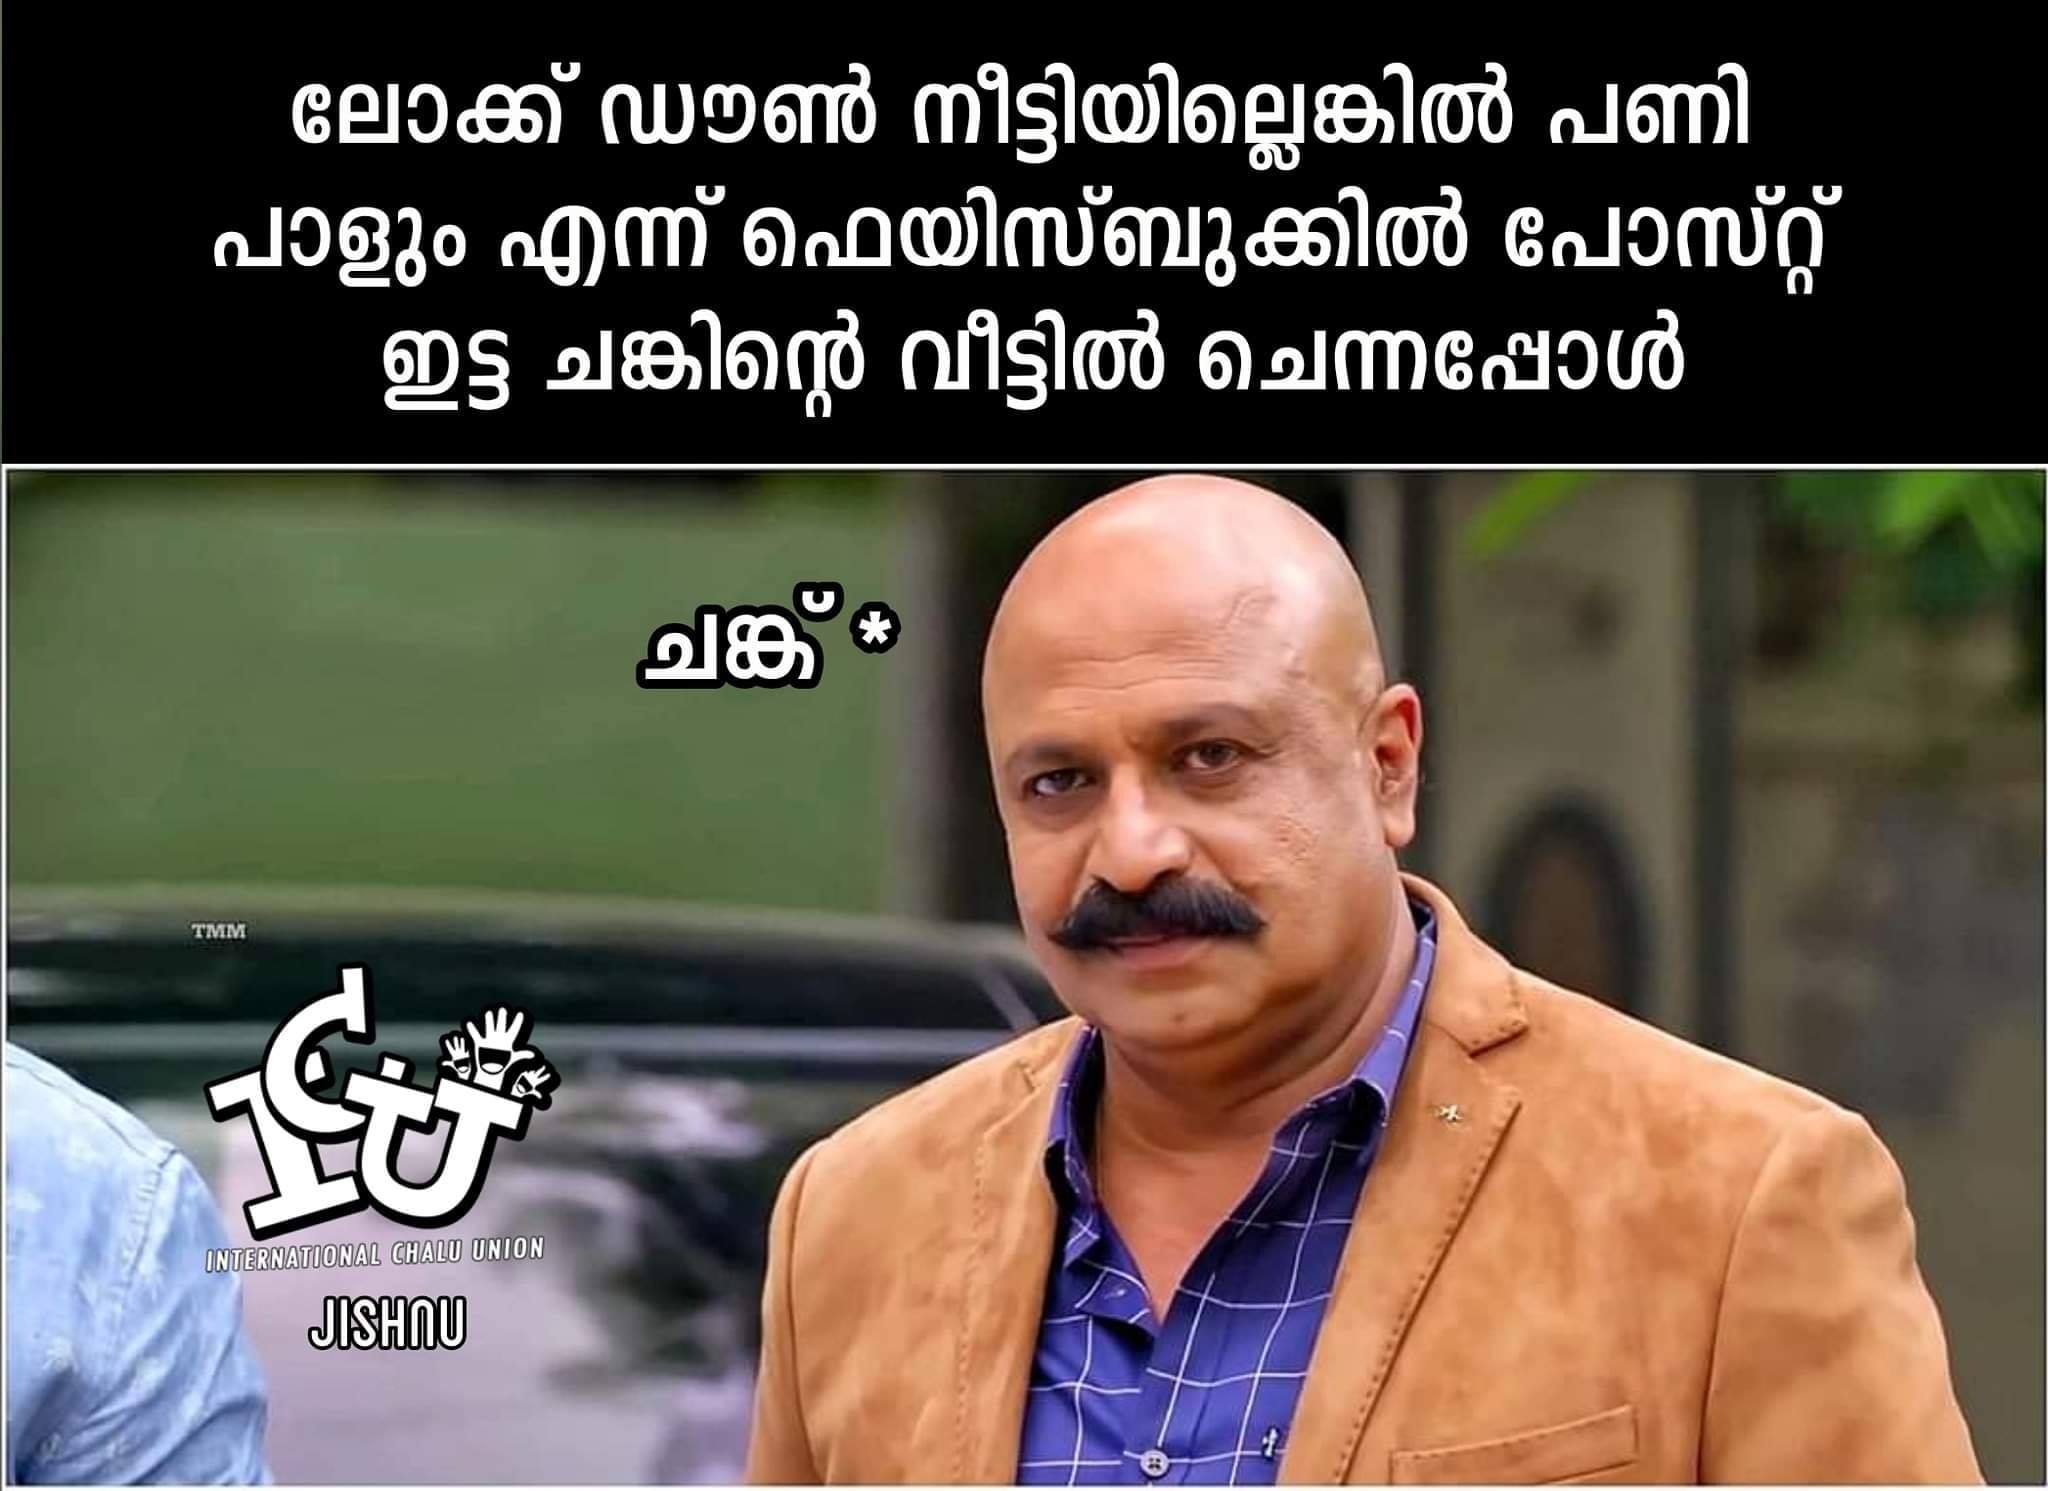 ലോക്ക് ഡൗൺ നീട്ടിയില്ലെങ്കിൽ പണി
പാളും എന്ന് ഫെയിസ്ബുക്കിൽ പോസ്റ്റ്
ഇട്ട ചങ്കിന്റെ വീട്ടിൽ ചെന്നപ്പോൾ
ചങ്ക് *
TMM
ICU
INTERNATIONAL CHALU UNION
JISHNU